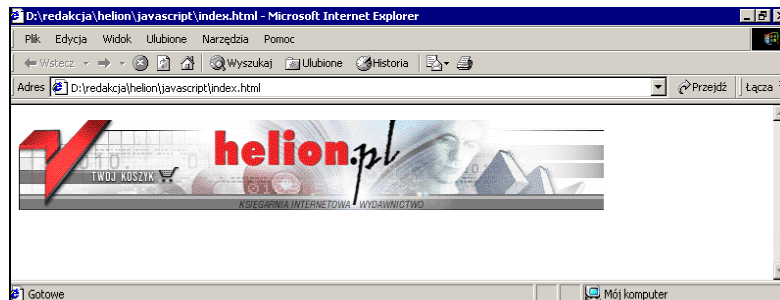 D:\redakcja\helion\javascript\index.html - Microsoft Internet Explorer
Plik Edycja Widok Ulubione Narzędzia Pomoc
Wstecz Wyszukaj Ulubione Historia
Adres D:\redakcja\helion\javascript\index.html Przejdź Łącza
helion.pl
TWÓJ KOSZYK
KSIĘGARNIA INTERNETOWA WYDAWNICTWO
Gotowe Mój komputer